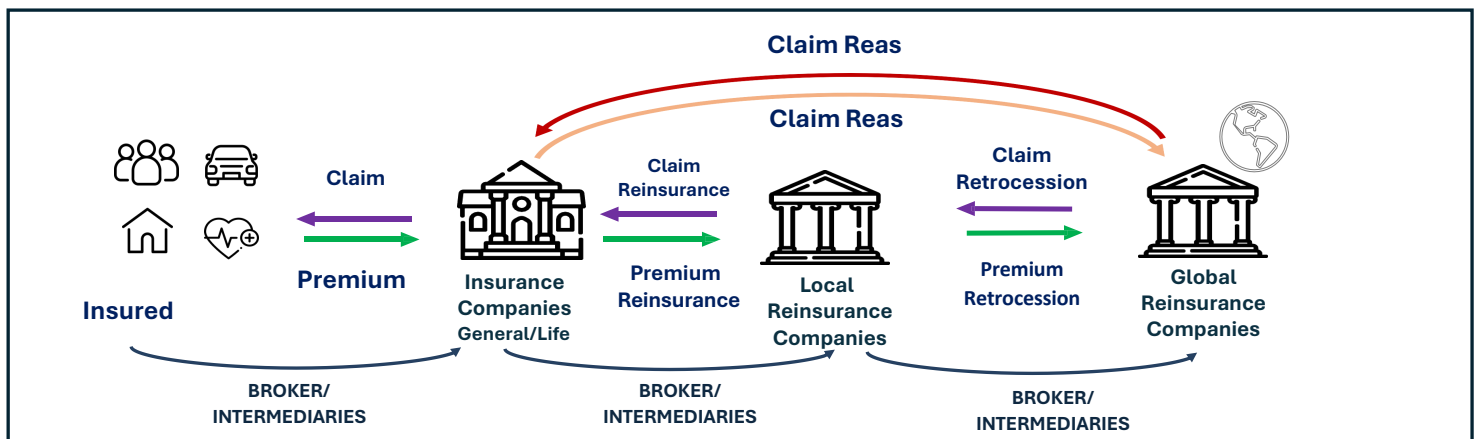 Claim Reas
Claim Reas
Claim
Premium
Insured
Insurance
Companies
General/Life
Claim
Reinsurance
Premium
Reinsurance
Local
Reinsurance
Companies
Claim
Retrocession
Premium
Retrocession
Global
Reinsurance
Companies
BROKER/
INTERMEDIARIES
BROKER/
INTERMEDIARIES
BROKER/
INTERMEDIARIES